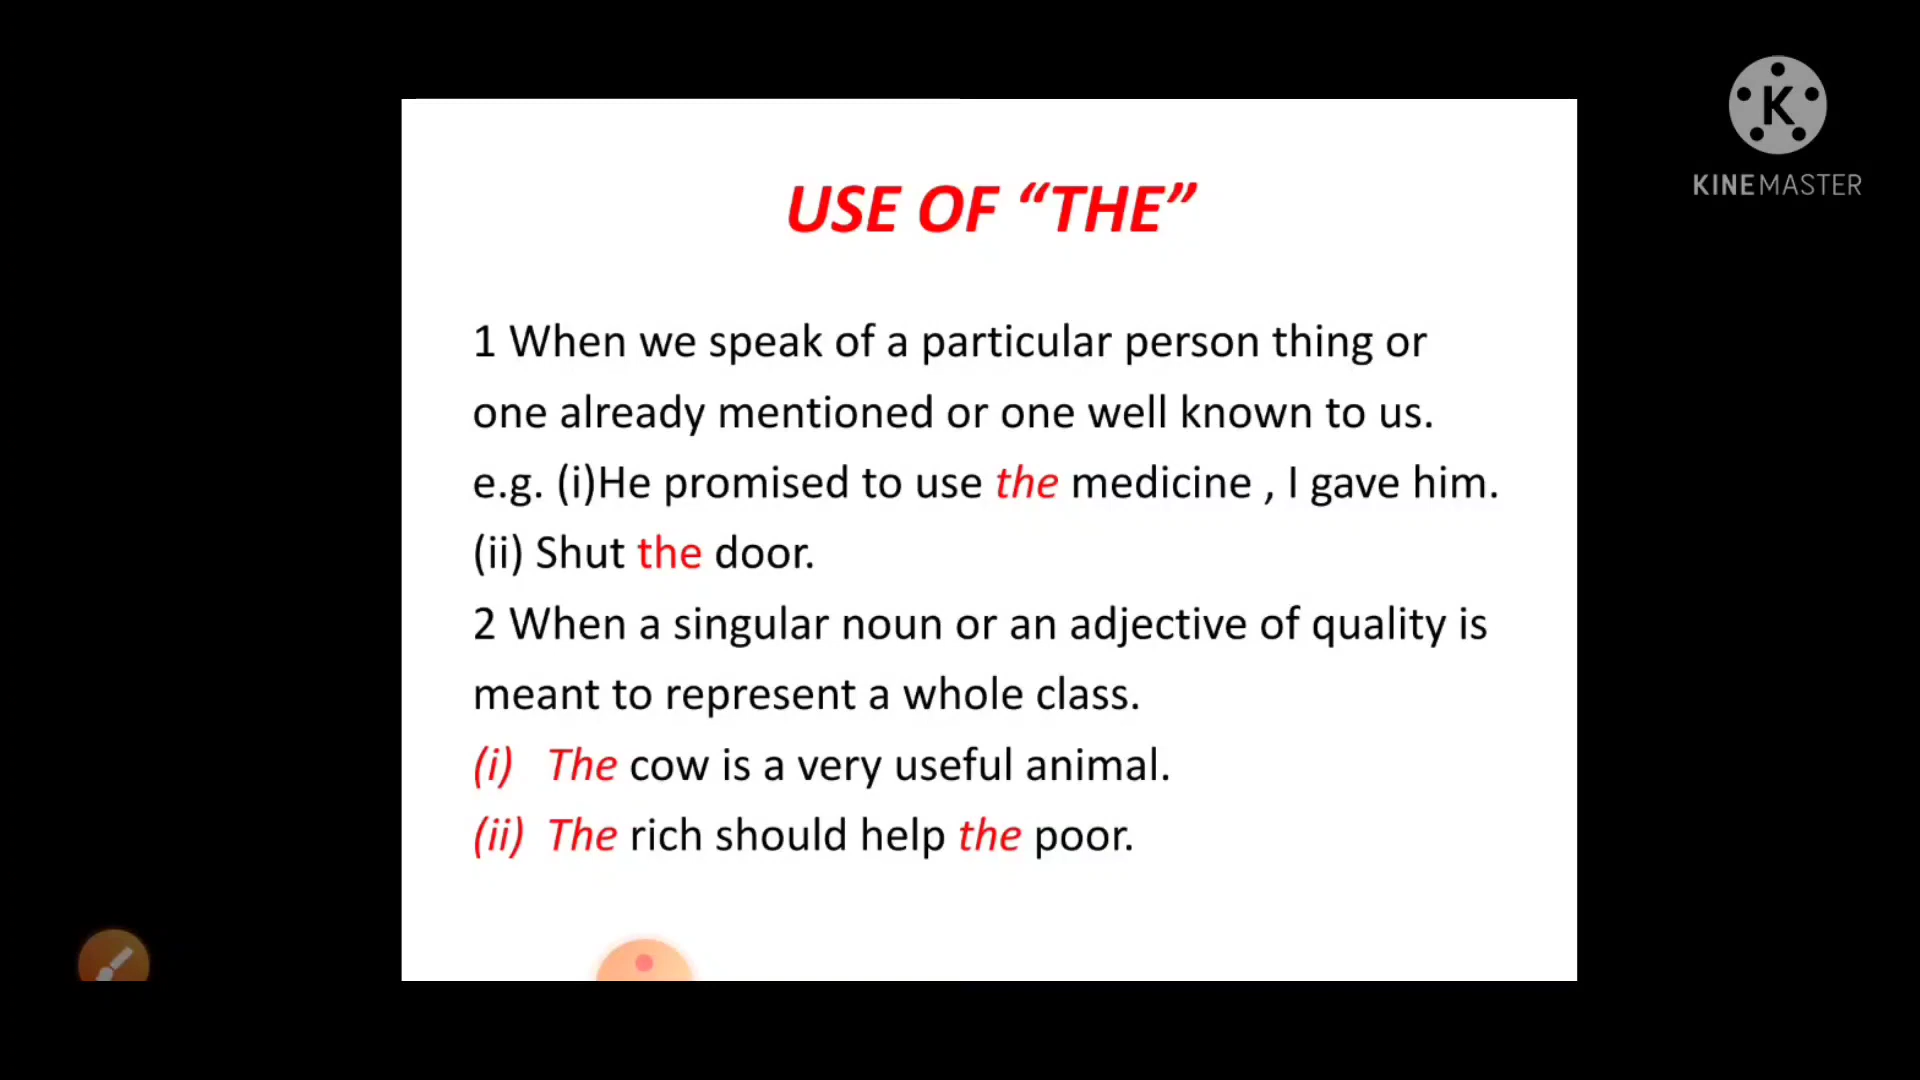 K
KINEMASTER
USE OF “THE”
1 When we speak of a particular person thing or
one already mentioned or one well known to us.
e.g. (i)He promised to use the medicine , I gave him.
(ii) Shut the door.
2 When a singular noun or an adjective of quality is
meant to represent a whole class.
(i) The cow is a very useful animal.
(ii) The rich should help the poor.